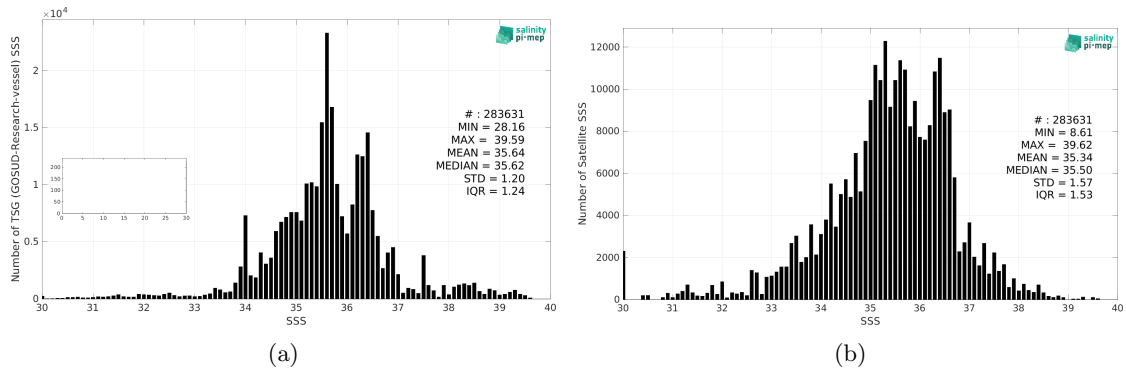 ×10⁴
salinity
pi-mep
Number of TSG (GOSUD-Research-vessel) SSS
2
1.5
1
0.5
0
# : 283631
MIN = 28.16
MAX = 39.59
MEAN = 35.64
MEDIAN = 35.62
STD = 1.20
IQR = 1.24
200
150
100
50
0
0 5 10 15 20 25 30
30 31 32 33 34 35 36 37 38 39 40
SSS
(a)
salinity
pi-mep
Number of Satellite SSS
12000
10000
8000
6000
4000
2000
0
# : 283631
MIN = 8.61
MAX = 39.62
MEAN = 35.34
MEDIAN = 35.50
STD = 1.57
IQR = 1.53
30 31 32 33 34 35 36 37 38 39 40
SSS
(b)